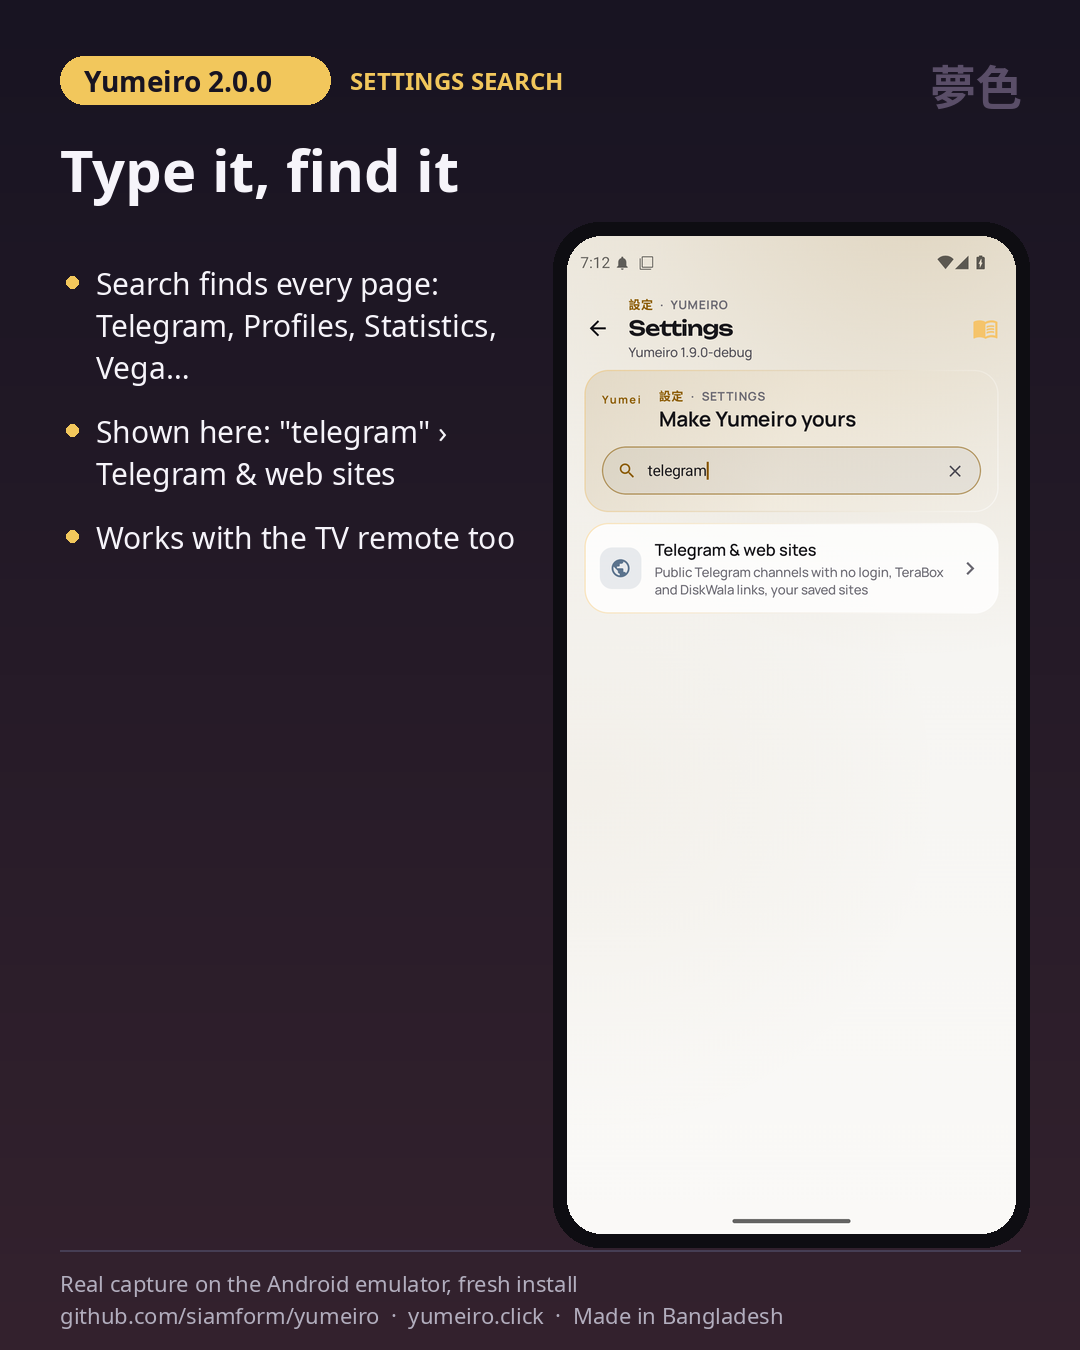 Yumeiro 2.0.0
SETTINGS SEARCH
夢色
Type it, find it
Search finds every page:
Telegram, Profiles, Statistics,
Vega...
Shown here: "telegram" ›
Telegram & web sites
Works with the TV remote too
7:12
設定 · YUMEIRO
Settings
Yumeiro 1.9.0-debug
Yumei
設定 · SETTINGS
Make Yumeiro yours
telegram
Telegram & web sites
Public Telegram channels with no login, TeraBox
and DiskWala links, your saved sites
Real capture on the Android emulator, fresh install
github.com/siamform/yumeiro · yumeiro.click · Made in Bangladesh